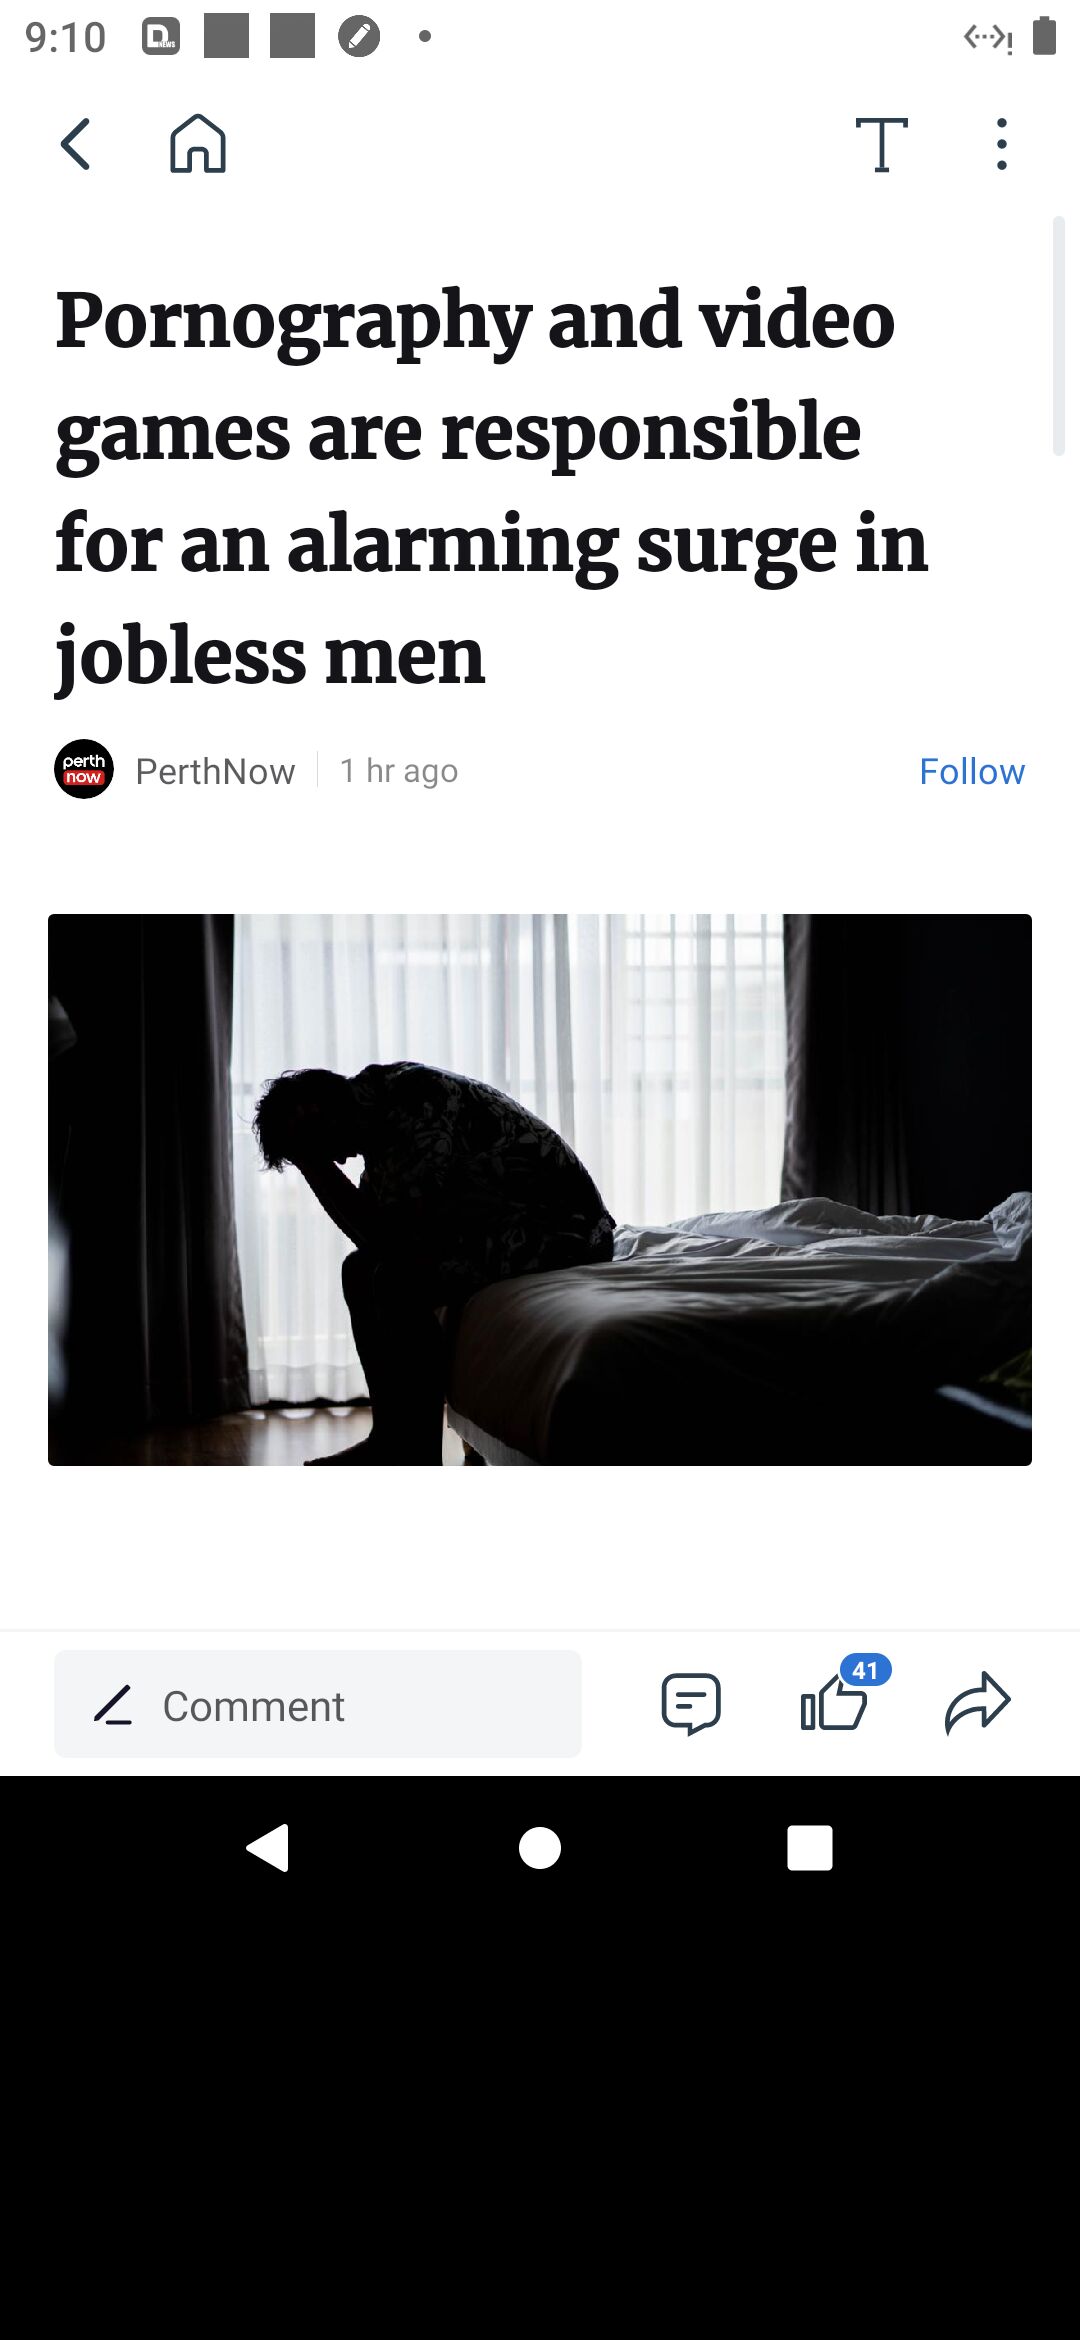 9:10
D NEWS
Pornography and video
games are responsible
for an alarming surge in
jobless men
perth
now
PerthNow
1 hr ago
Follow
Comment
41